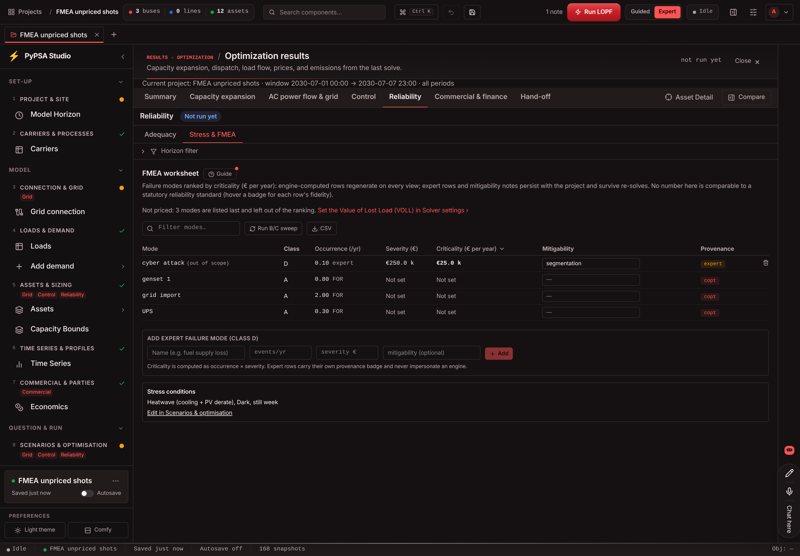 Projects / FMEA unpriced shots 3 buses 0 lines 12 assets Search components... ⌘ Ctrl K 1 note Run LOPF Guided Expert Idle A
FMEA unpriced shots × +
PyPSA Studio
SET-UP
1 PROJECT & SITE
Model Horizon
2 CARRIERS & PROCESSES
Carriers
MODEL
3 CONNECTION & GRID
Grid
Grid connection
4 LOADS & DEMAND
Loads
Add demand
5 ASSETS & SIZING
Grid Control Reliability
Assets
Capacity Bounds
6 TIME SERIES & PROFILES
Time Series
7 COMMERCIAL & PARTIES
Commercial
Economics
QUESTION & RUN
SCENARIOS & OPTIMISATION
Grid Control Reliability
FMEA unpriced shots ...
Saved just now Autosave
PREFERENCES
Light theme Comfy
RESULTS · OPTIMIZATION / Optimization results
Capacity expansion, dispatch, load flow, prices, and emissions from the last solve.
not run yet Close ×
Current project: FMEA unpriced shots · window 2030-07-01 00:00 → 2030-07-07 23:00 · all periods
Summary Capacity expansion AC power flow & grid Control Reliability Commercial & finance Hand-off Asset Detail Compare
Reliability Not run yet
Adequacy Stress & FMEA
Horizon filter
FMEA worksheet Guide
Failure modes ranked by criticality (€ per year): engine-computed rows regenerate on every view; expert rows and mitigability notes persist with the project and survive re-solves. No number here is comparable to a
statutory reliability standard (hover a badge for each row's fidelity).
Not priced: 3 modes are listed last and left out of the ranking. Set the Value of Lost Load (VOLL) in Solver settings ›
Filter modes… Run B/C sweep CSV
Mode Class Occurrence (/yr) Severity (€) Criticality (€ per year) Mitigability Provenance
cyber attack (out of scope) D 0.10 expert €250.0 k €25.0 k segmentation expert
genset 1 A 0.80 FOR Not set Not set — copt
grid import A 2.00 FOR Not set Not set — copt
UPS A 0.30 FOR Not set Not set — copt
ADD EXPERT FAILURE MODE (CLASS D)
Name (e.g. fuel supply loss) events/yr severity € mitigability (optional) + Add
Criticality is computed as occurrence × severity. Expert rows carry their own provenance badge and never impersonate an engine.
Stress conditions
Heatwave (cooling + PV derate), Dark, still week
Edit in Scenarios & optimisation
Chat here
Idle FMEA unpriced shots Saved just now Autosave off 168 snapshots Obj: —